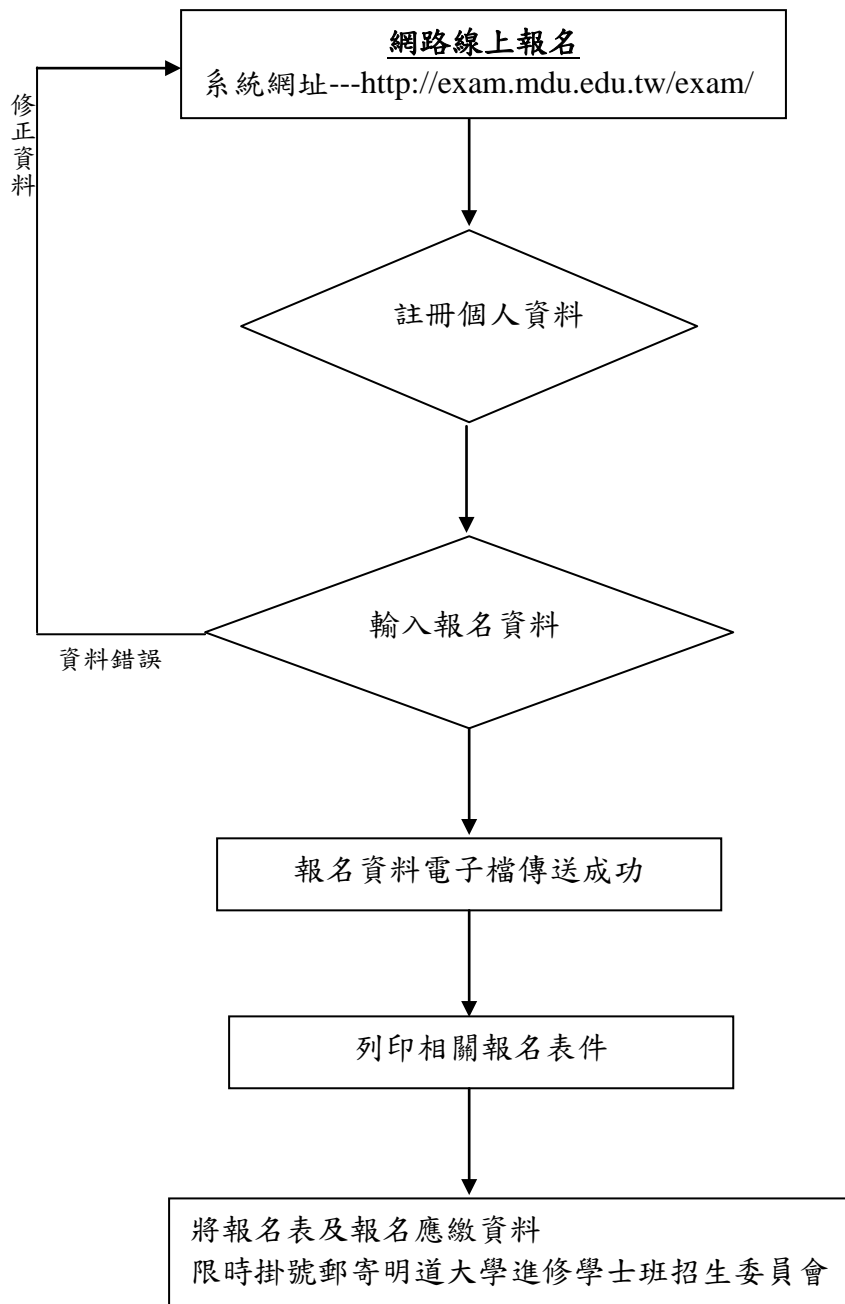 網路線上報名
系統網址---http://exam.mdu.edu.tw/exam/
修正資料
註冊個人資料
輸入報名資料
資料錯誤
報名資料電子檔傳送成功
列印相關報名表件
將報名表及報名應繳資料
限時掛號郵寄明道大學進修學士班招生委員會